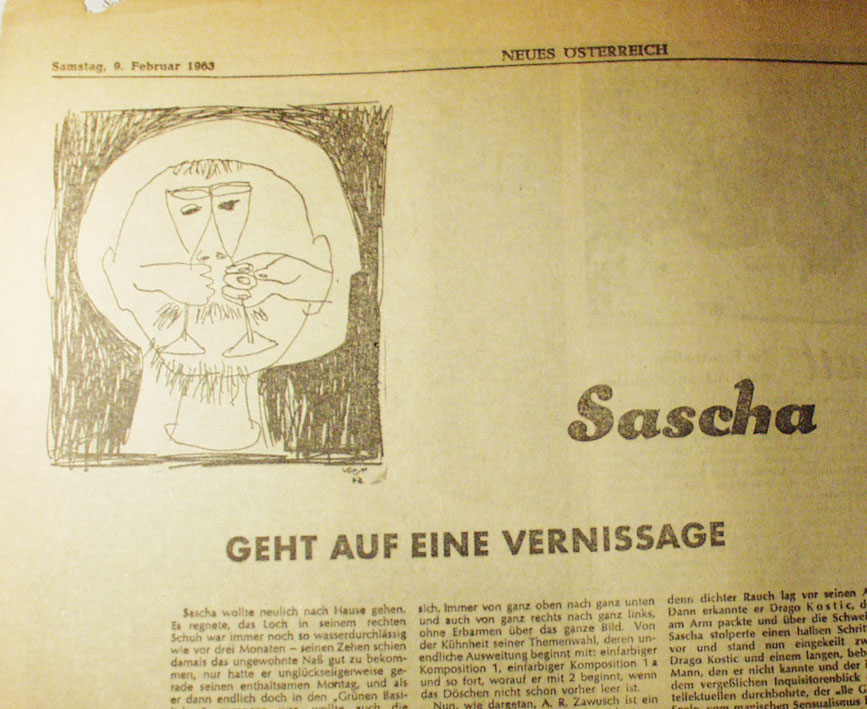 Samstag, 9. Februar 1963
NEUES ÖSTERREICH
Sascha
GEHT AUF EINE VERNISSAGE
Sascha wollte neulich nach Hause gehen.
Es regnete, das Loch in seinem rechten
Schuh war immer noch so wasserdurchlässig
wie vor drei Monaten — seinen Zehen schien
damals das ungewohnte Naß gut zu bekom-
men, nur hatte er unglückseligerweise ge-
rade seinen enthaltsamen Montag, und als
er dann endlich doch in den „Grünen Basi-
sich. Immer von ganz oben nach ganz unten
und auch von ganz rechts nach ganz links,
ohne Erbarmen über das ganze Bild. Von
der Kühnheit seiner Themenwahl, deren un-
endliche Ausweitung beginnt mit: einfarbiger
Komposition 1, einfarbiger Komposition 1 a
und so fort, worauf er mit 2 beginnt, wenn
das Döschen nicht schon vorher leer ist.
Nun, wie dargetan, A. R. Zawusch ist ein
denn dichter Rauch lag vor seinen
Dann erkannte er Drago Kostic, d
am Arm packte und über die Schwel
Sascha stolperte einen halben Schrit
vor und stand nun eingekeilt zw
Drago Kostic und einem langen, beb
Mann, den er nicht kannte und der
dem vergeßlichen Inquisitorenblick
tellektuellen durchbohrte, der „Ile
vom magischen Sensualismus